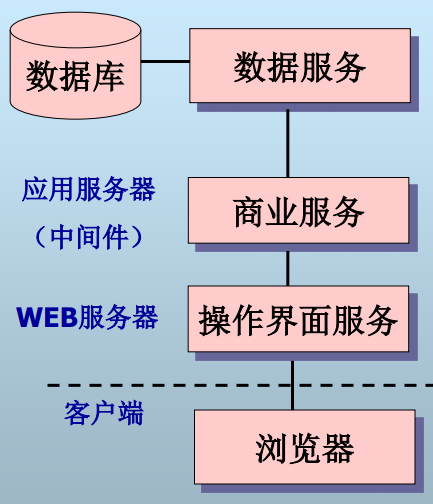 数据库
数据服务
应用服务器
（中间件）
商业服务
WEB服务器
操作界面服务
客户端
浏览器